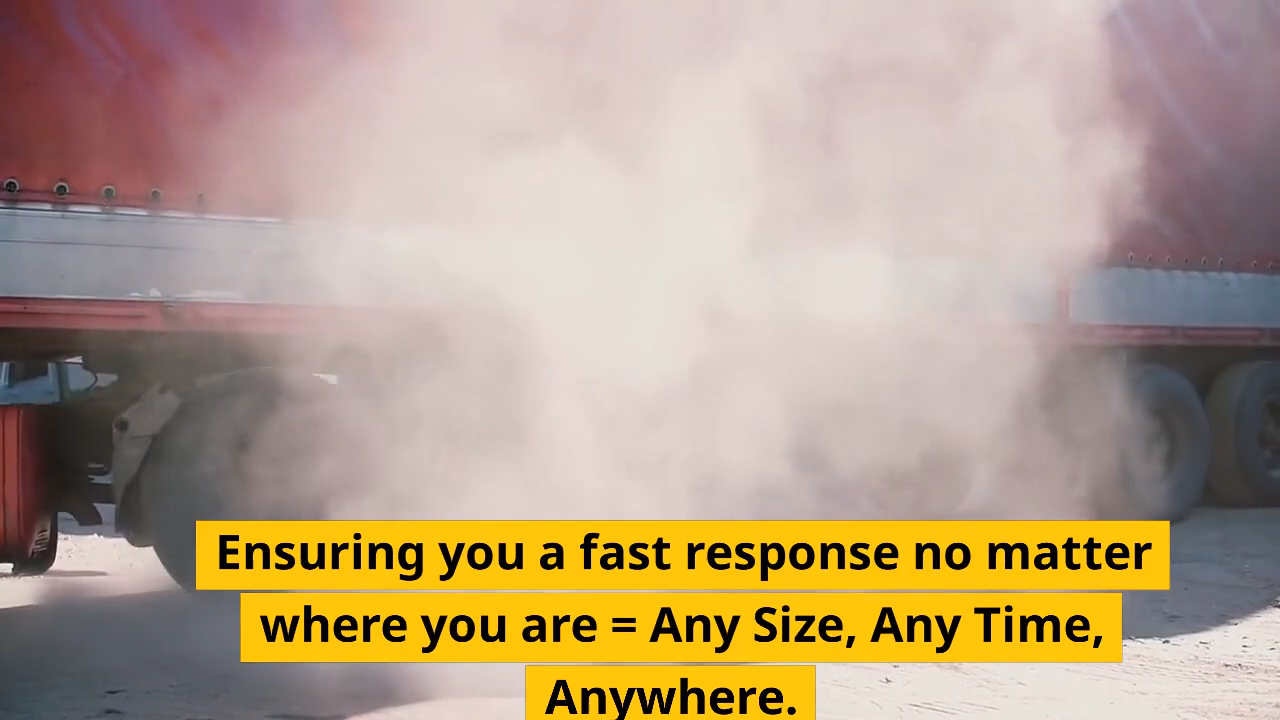 Ensuring you a fast response no matter
where you are = Any Size, Any Time,
Anywhere.